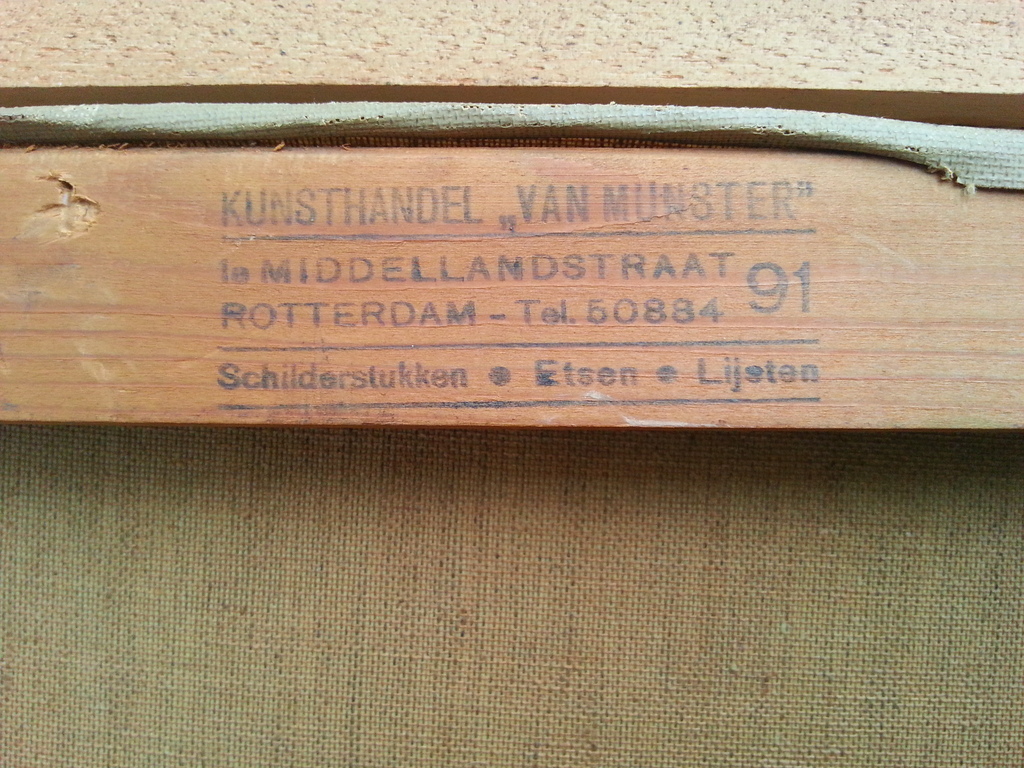 KUNSTHANDEL „VAN MUNSTER”
1e MIDDELLANDSTRAAT 91
ROTTERDAM - Tel. 50884
Schilderstukken ● Etsen ● Lijsten